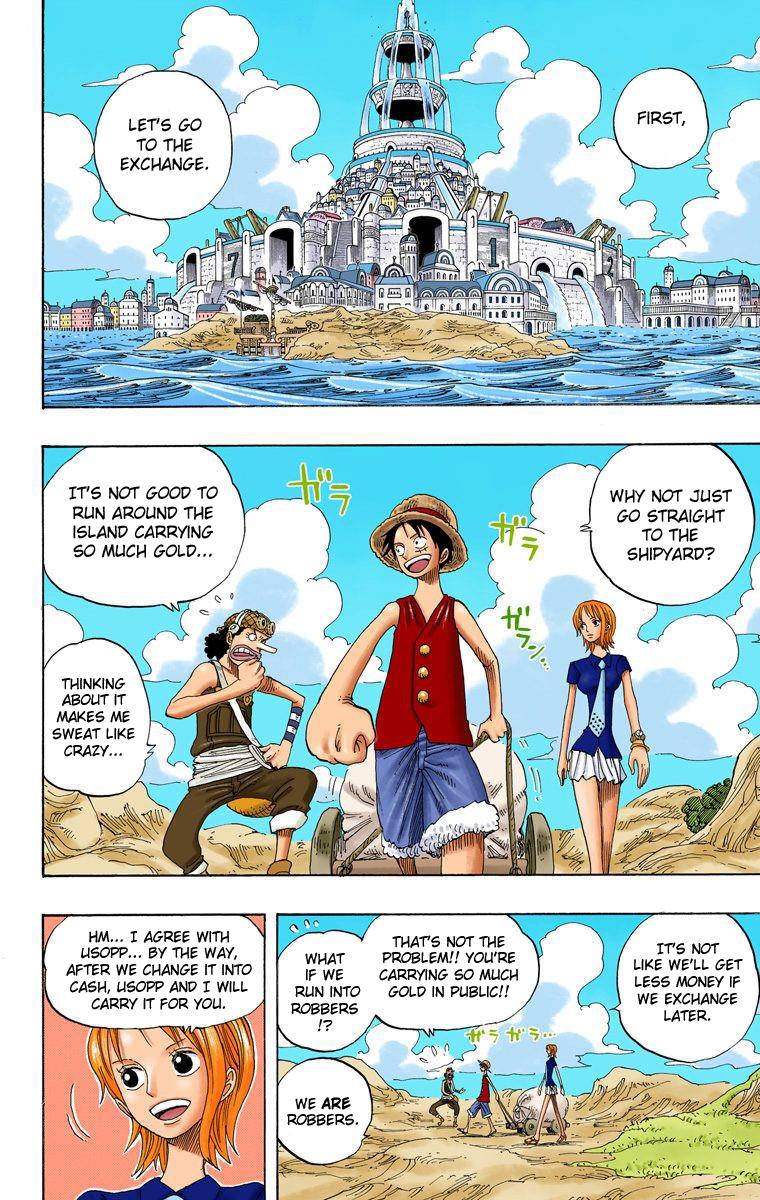 FIRST,
LET'S GO
TO THE
EXCHANGE.
7
1
2
WHY NOT JUST
GO STRAIGHT
TO THE
SHIPYARD?
ガラ
ガラ
ガラン...
IT'S NOT GOOD TO
RUN AROUND THE
ISLAND CARRYING
SO MUCH GOLD...
THINKING
ABOUT IT
MAKES ME
SWEAT LIKE
CRAZY...
IT'S NOT
LIKE WE'LL GET
LESS MONEY IF
WE EXCHANGE
LATER.
THAT'S NOT THE
PROBLEM!! YOU'RE
CARRYING SO MUCH
GOLD IN PUBLIC!!
WHAT
IF WE
RUN INTO
ROBBERS
!?
ガラ ガラ...
WE ARE
ROBBERS.
HM... I AGREE WITH
USOPP... BY THE WAY,
AFTER WE CHANGE IT INTO
CASH, USOPP AND I WILL
CARRY IT FOR YOU.